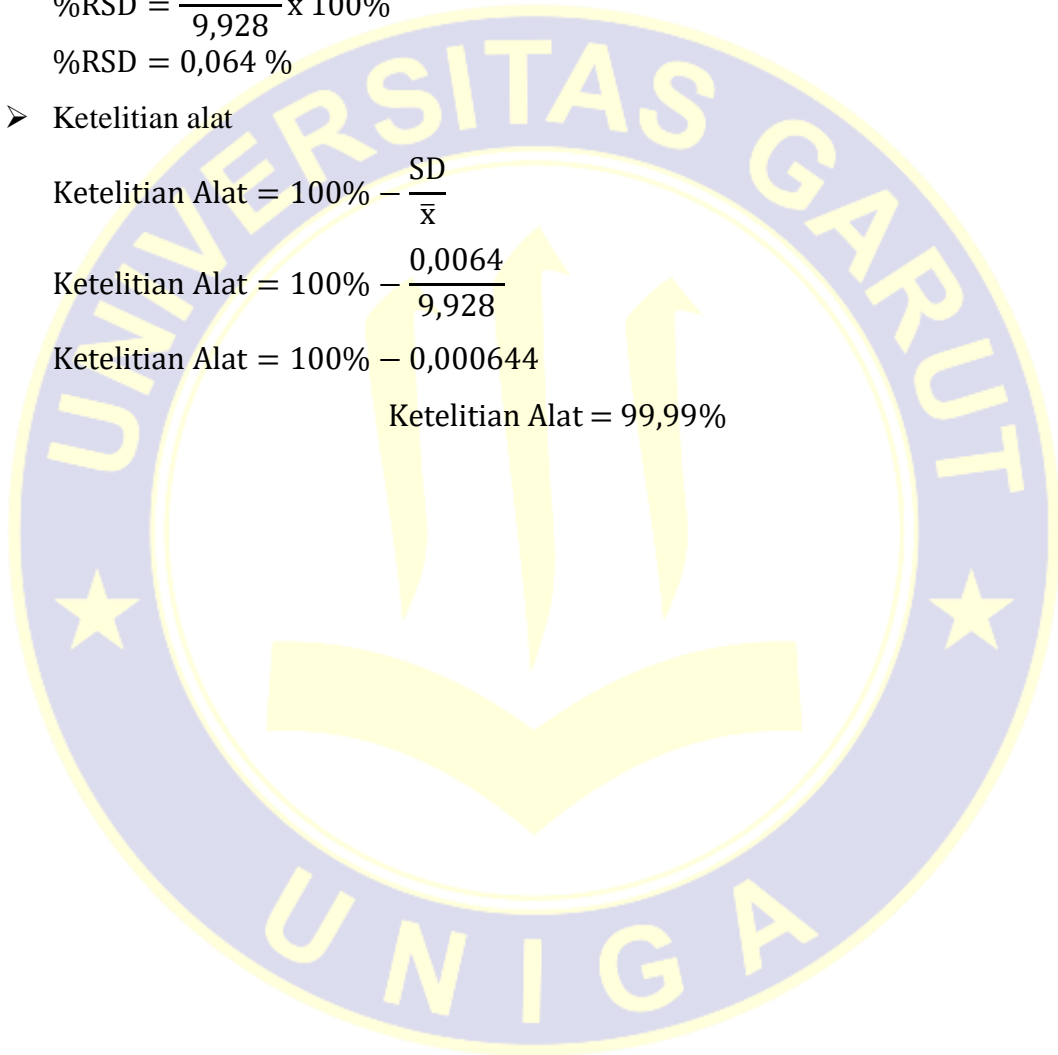 %RSD = ⁄9,928 x 100%
%RSD = 0,064 %
➢ Ketelitian alat
Ketelitian Alat = 100% − SD/x̅
Ketelitian Alat = 100% − 0,0064/9,928
Ketelitian Alat = 100% − 0,000644
Ketelitian Alat = 99,99%
UNIVERSITAS GARUT
UNIGA